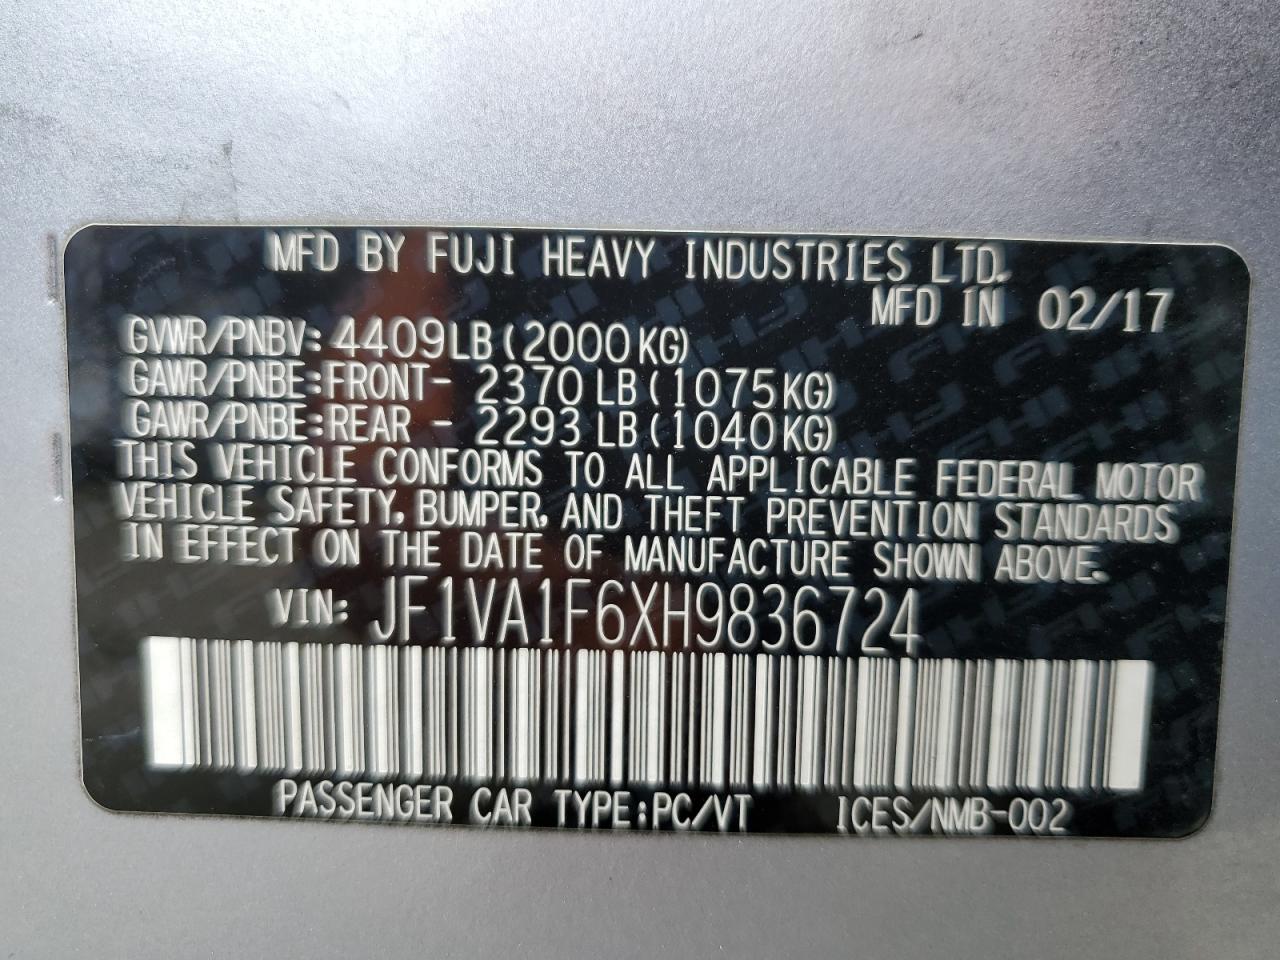 MFD BY FUJI HEAVY INDUSTRIES LTD.
MFD IN 02/17
GVWR/PNBV: 4409LB (2000KG)
GAWR/PNBE:FRONT- 2370 LB (1075KG)
GAWR/PNBE:REAR - 2293 LB (1040KG)
THIS VEHICLE CONFORMS TO ALL APPLICABLE FEDERAL MOTOR
VEHICLE SAFETY, BUMPER, AND THEFT PREVENTION STANDARDS
IN EFFECT ON THE DATE OF MANUFACTURE SHOWN ABOVE.
VIN: JF1VA1F6XH9836724
PASSENGER CAR TYPE:PC/VT ICES/NMB-002